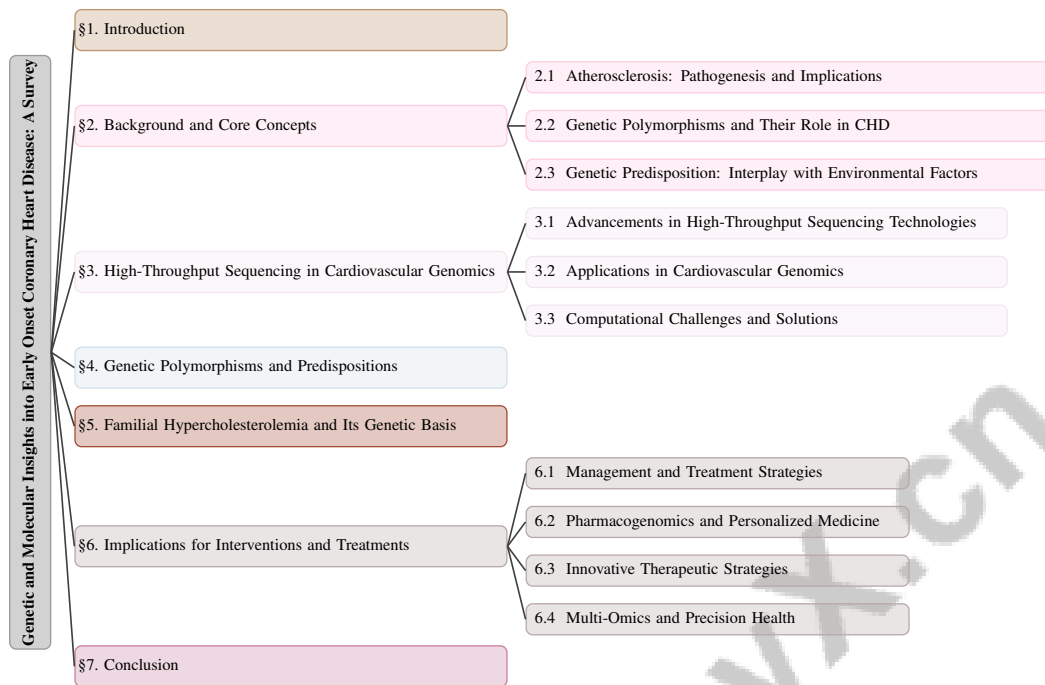 Genetic and Molecular Insights into Early Onset Coronary Heart Disease: A Survey
§1. Introduction
§2. Background and Core Concepts
2.1 Atherosclerosis: Pathogenesis and Implications
2.2 Genetic Polymorphisms and Their Role in CHD
2.3 Genetic Predisposition: Interplay with Environmental Factors
§3. High-Throughput Sequencing in Cardiovascular Genomics
3.1 Advancements in High-Throughput Sequencing Technologies
3.2 Applications in Cardiovascular Genomics
3.3 Computational Challenges and Solutions
§4. Genetic Polymorphisms and Predispositions
§5. Familial Hypercholesterolemia and Its Genetic Basis
§6. Implications for Interventions and Treatments
6.1 Management and Treatment Strategies
6.2 Pharmacogenomics and Personalized Medicine
6.3 Innovative Therapeutic Strategies
6.4 Multi-Omics and Precision Health
§7. Conclusion